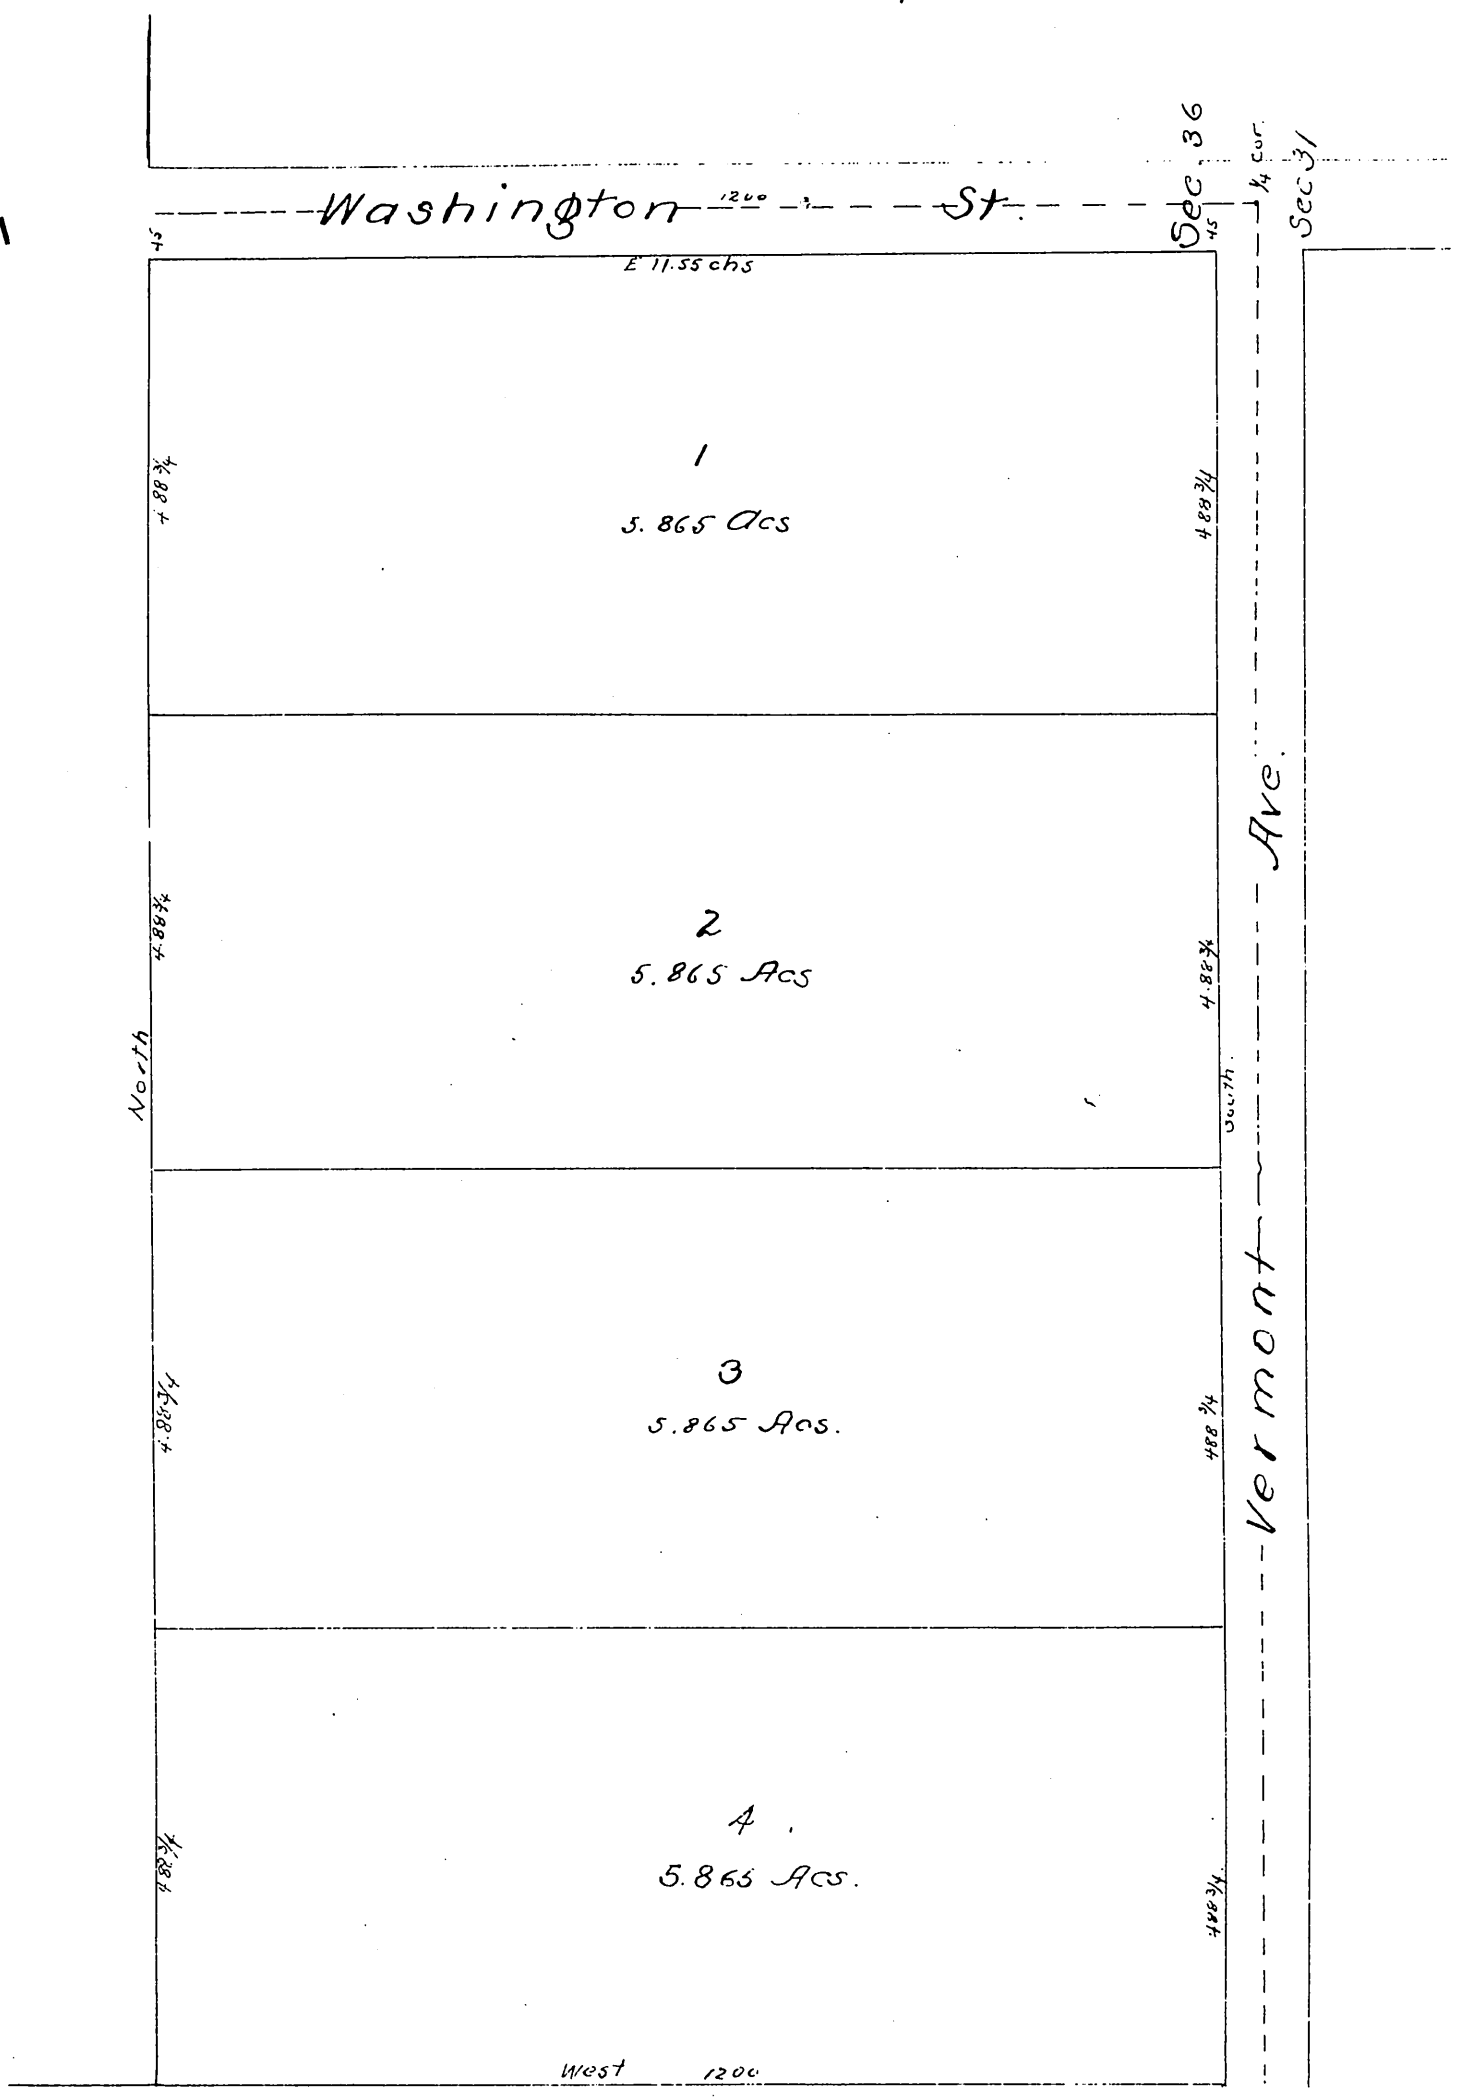 Sec 36
1/4 cor.
Sec 31
Washington 1200 St.
45
45
E 11.55 chs
1
5.865 Acs
4 88 3/4
4 88 3/4
2
5.865 Acs
4.88 3/4
4.88 3/4
North
South.
Vermont Ave.
3
5.865 Acs.
4.88 3/4
488 3/4
4
5.865 Acs.
488 3/4
488 3/4
West 1200